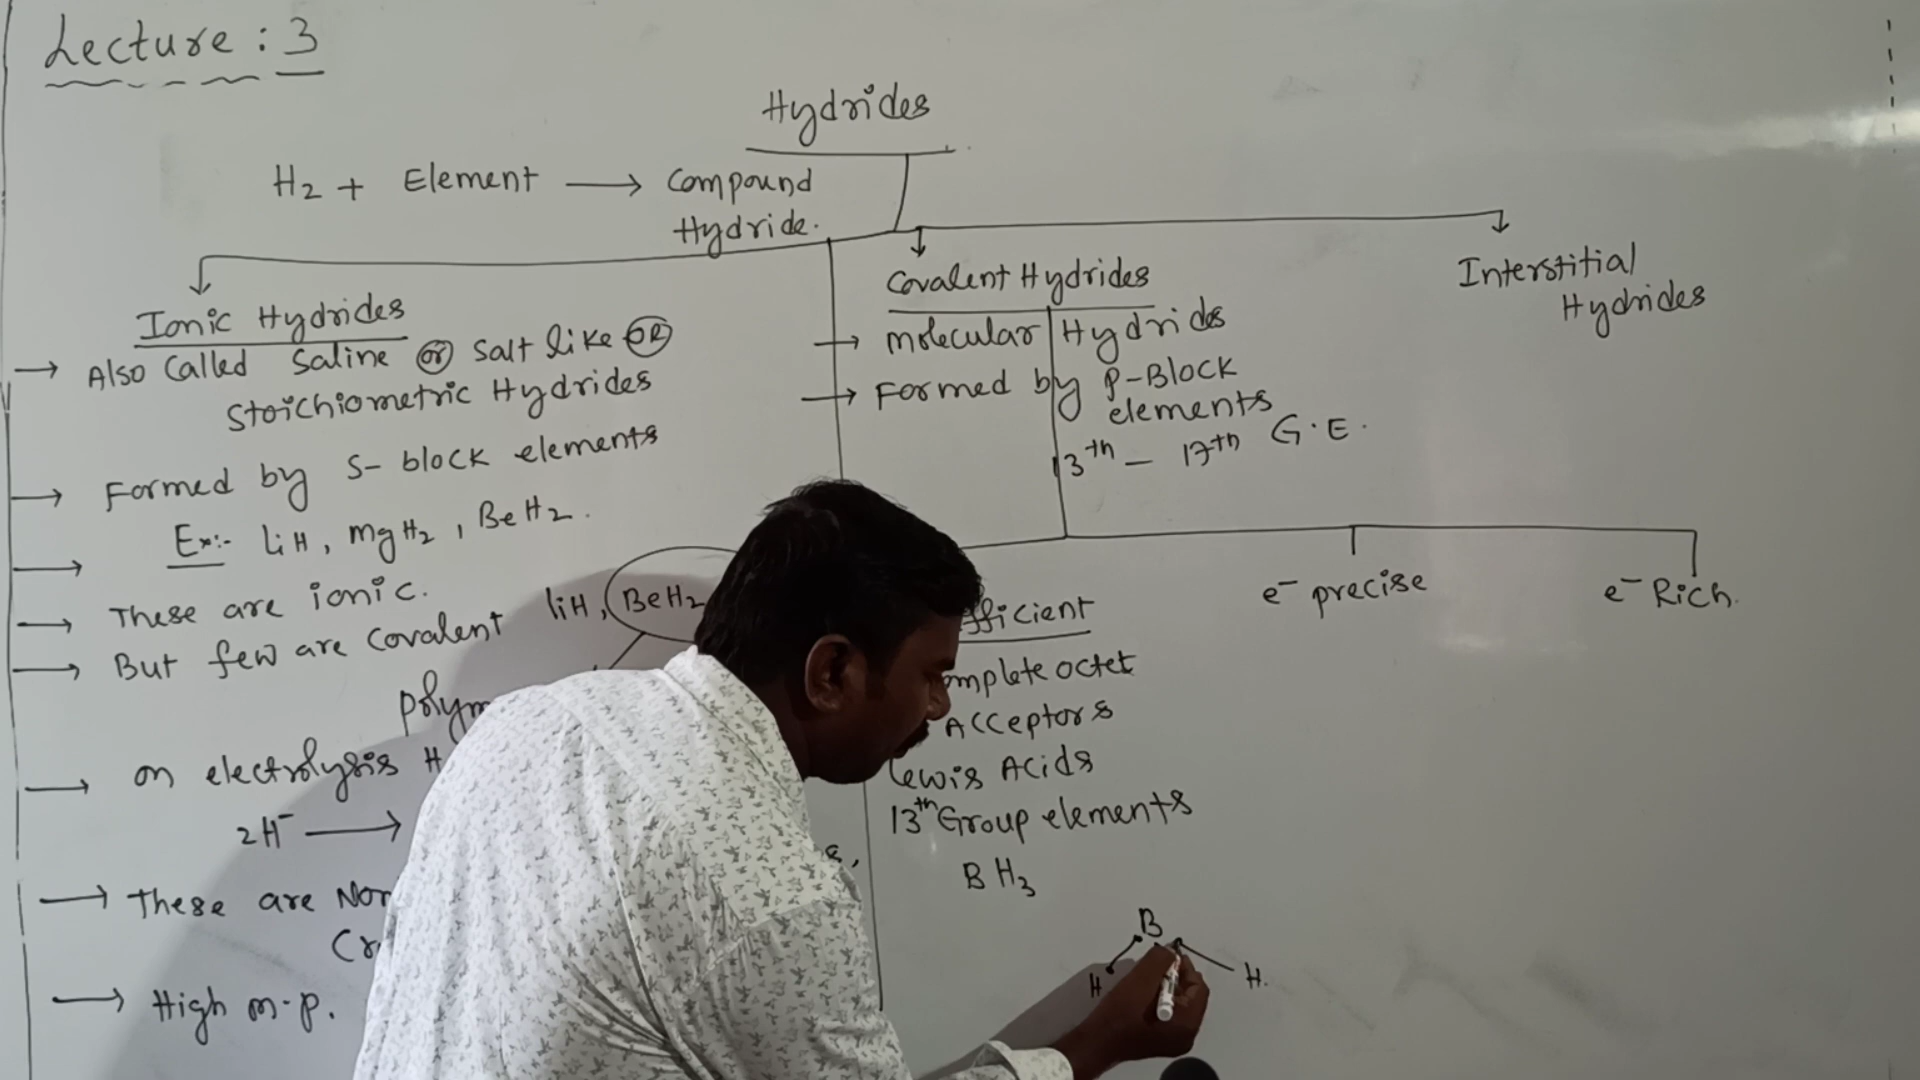 Lecture : 3
Hydrides
H2 + Element → Compound
Hydride.
Ionic Hydrides
→ Also Called Saline or Salt like OR
Stoichiometric Hydrides
→ Formed by S-block elements
→ Ex:- LiH, MgH2, BeH2.
→ These are ionic.
→ But few are Covalent LiH, BeH2
→ on electrolysis H
2H⁻ →
→ These are
→ High m.p.
Covalent Hydrides
→ Molecular Hydrides
→ Formed by P-Block
elements
13th – 17th G.E.
Acceptors
Lewis Acids
13th Group elements
BH3
B
H H.
e⁻ precise
e⁻ Rich.
Interstitial
Hydrides